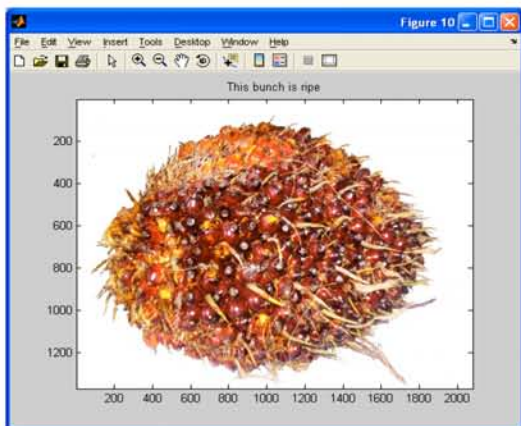 Figure 10
File Edit View Insert Tools Desktop Window Help
This bunch is ripe
200
400
600
800
1000
1200
200 400 600 800 1000 1200 1400 1600 1800 2000